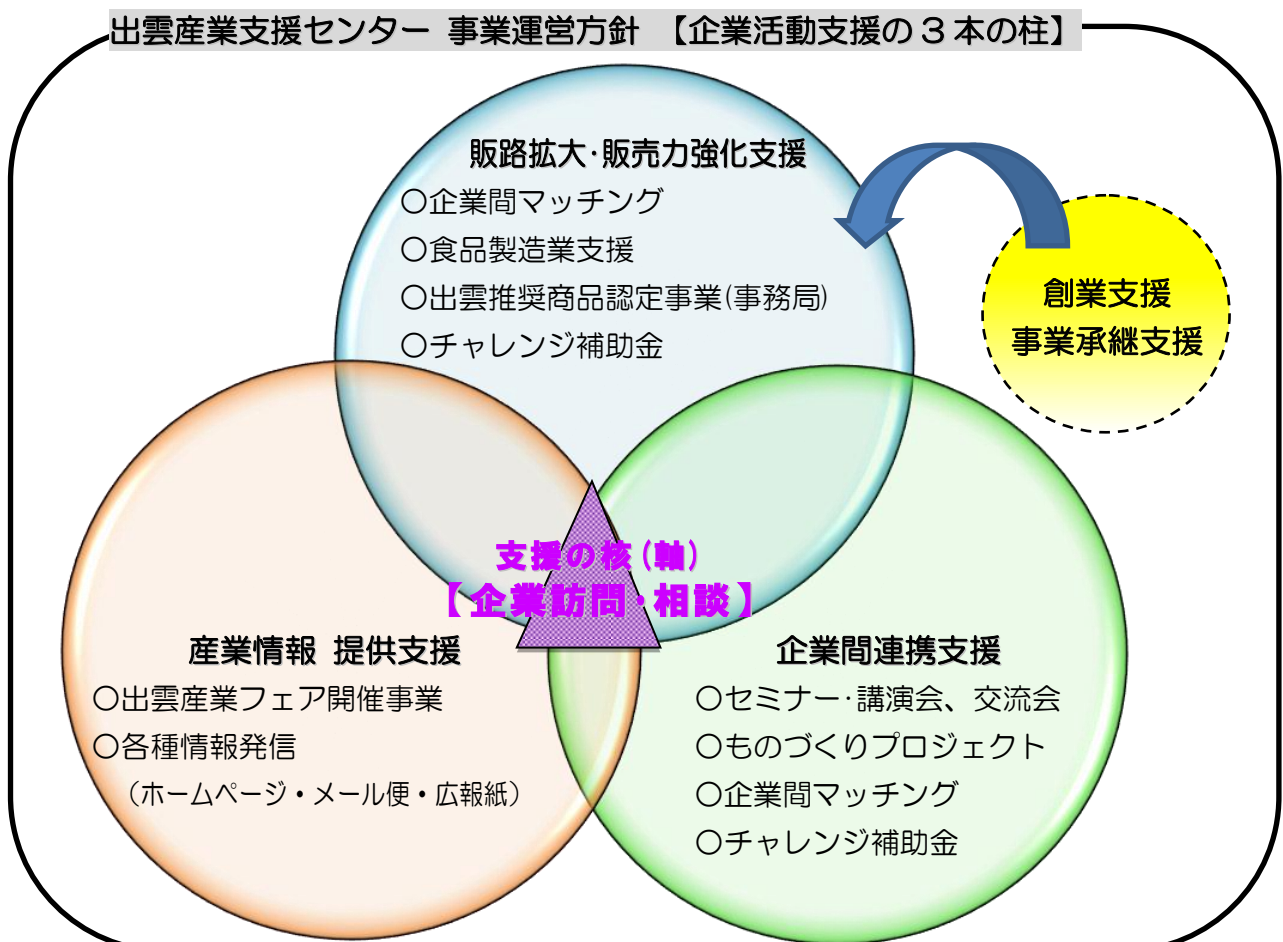 出雲産業支援センター 事業運営方針 【企業活動支援の3本の柱】
販路拡大･販売力強化支援
○企業間マッチング
○食品製造業支援
○出雲推奨商品認定事業(事務局)
○チャレンジ補助金
創業支援
事業承継支援
支援の核(軸)
【企業訪問･相談】
産業情報 提供支援
○出雲産業フェア開催事業
○各種情報発信
（ホームページ・メール便・広報紙）
企業間連携支援
○セミナー･講演会、交流会
○ものづくりプロジェクト
○企業間マッチング
○チャレンジ補助金